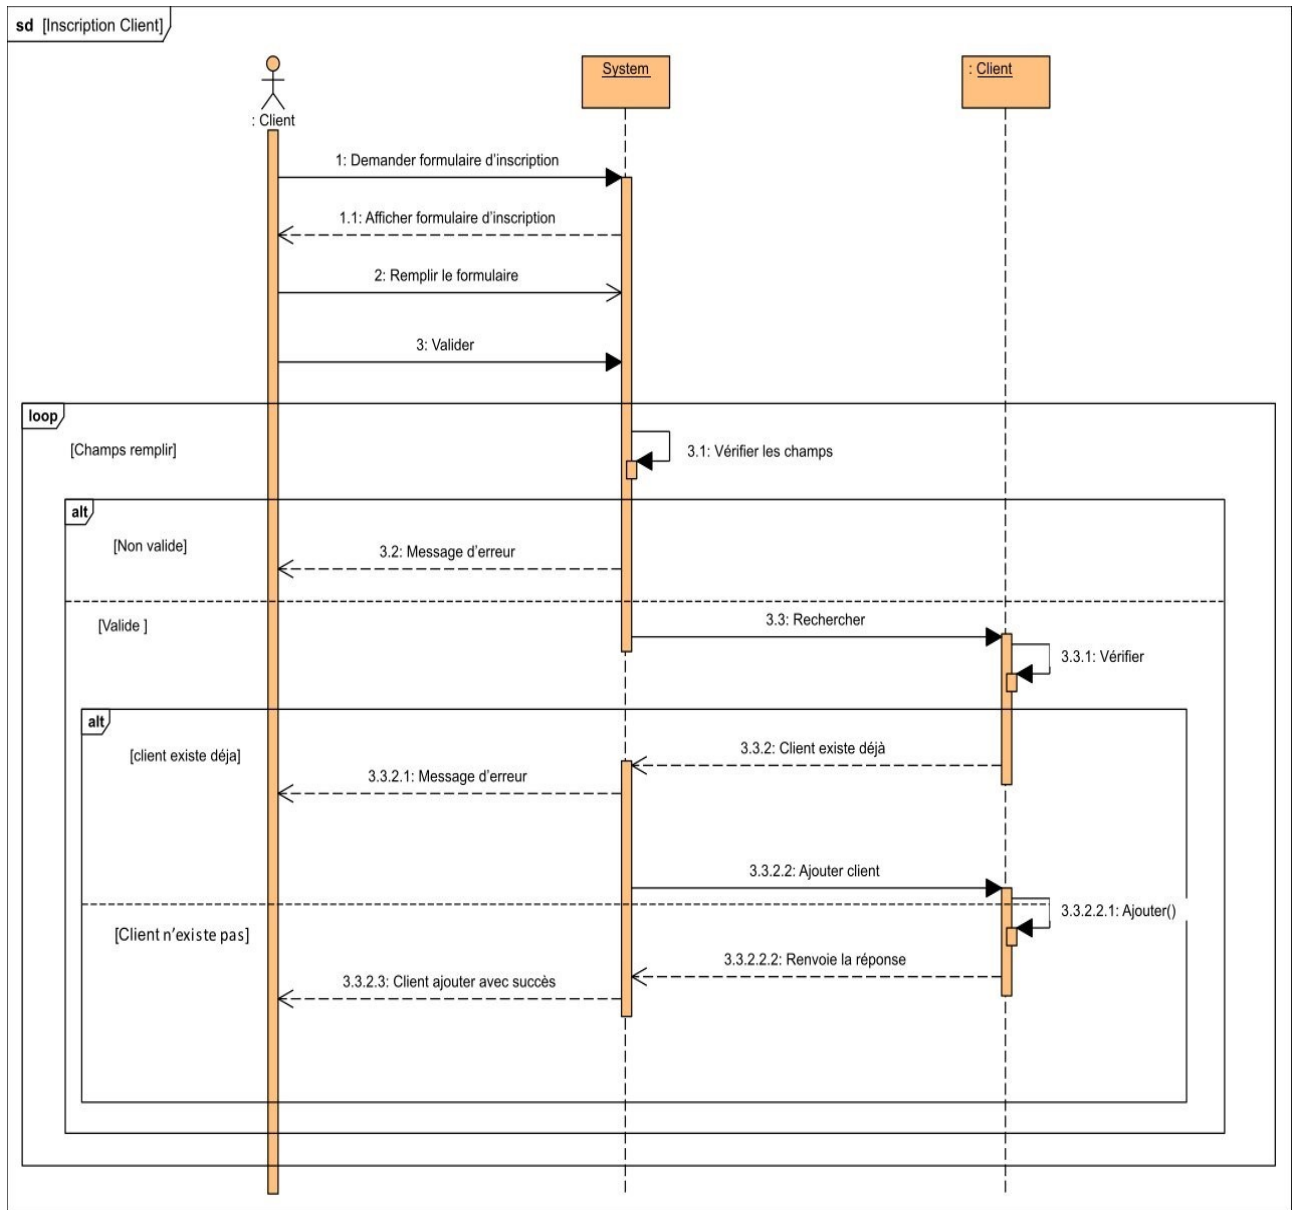 sd [Inscription Client]
System
: Client
: Client
1: Demander formulaire d'inscription
1.1: Afficher formulaire d'inscription
2: Remplir le formulaire
3: Valider
loop
[Champs remplir]
3.1: Vérifier les champs
alt
[Non valide]
3.2: Message d'erreur
[Valide ]
3.3: Rechercher
3.3.1: Vérifier
alt
[client existe déja]
3.3.2: Client existe déjà
3.3.2.1: Message d'erreur
3.3.2.2: Ajouter client
3.3.2.2.1: Ajouter()
[Client n'existe pas]
3.3.2.2.2: Renvoie la réponse
3.3.2.3: Client ajouter avec succès